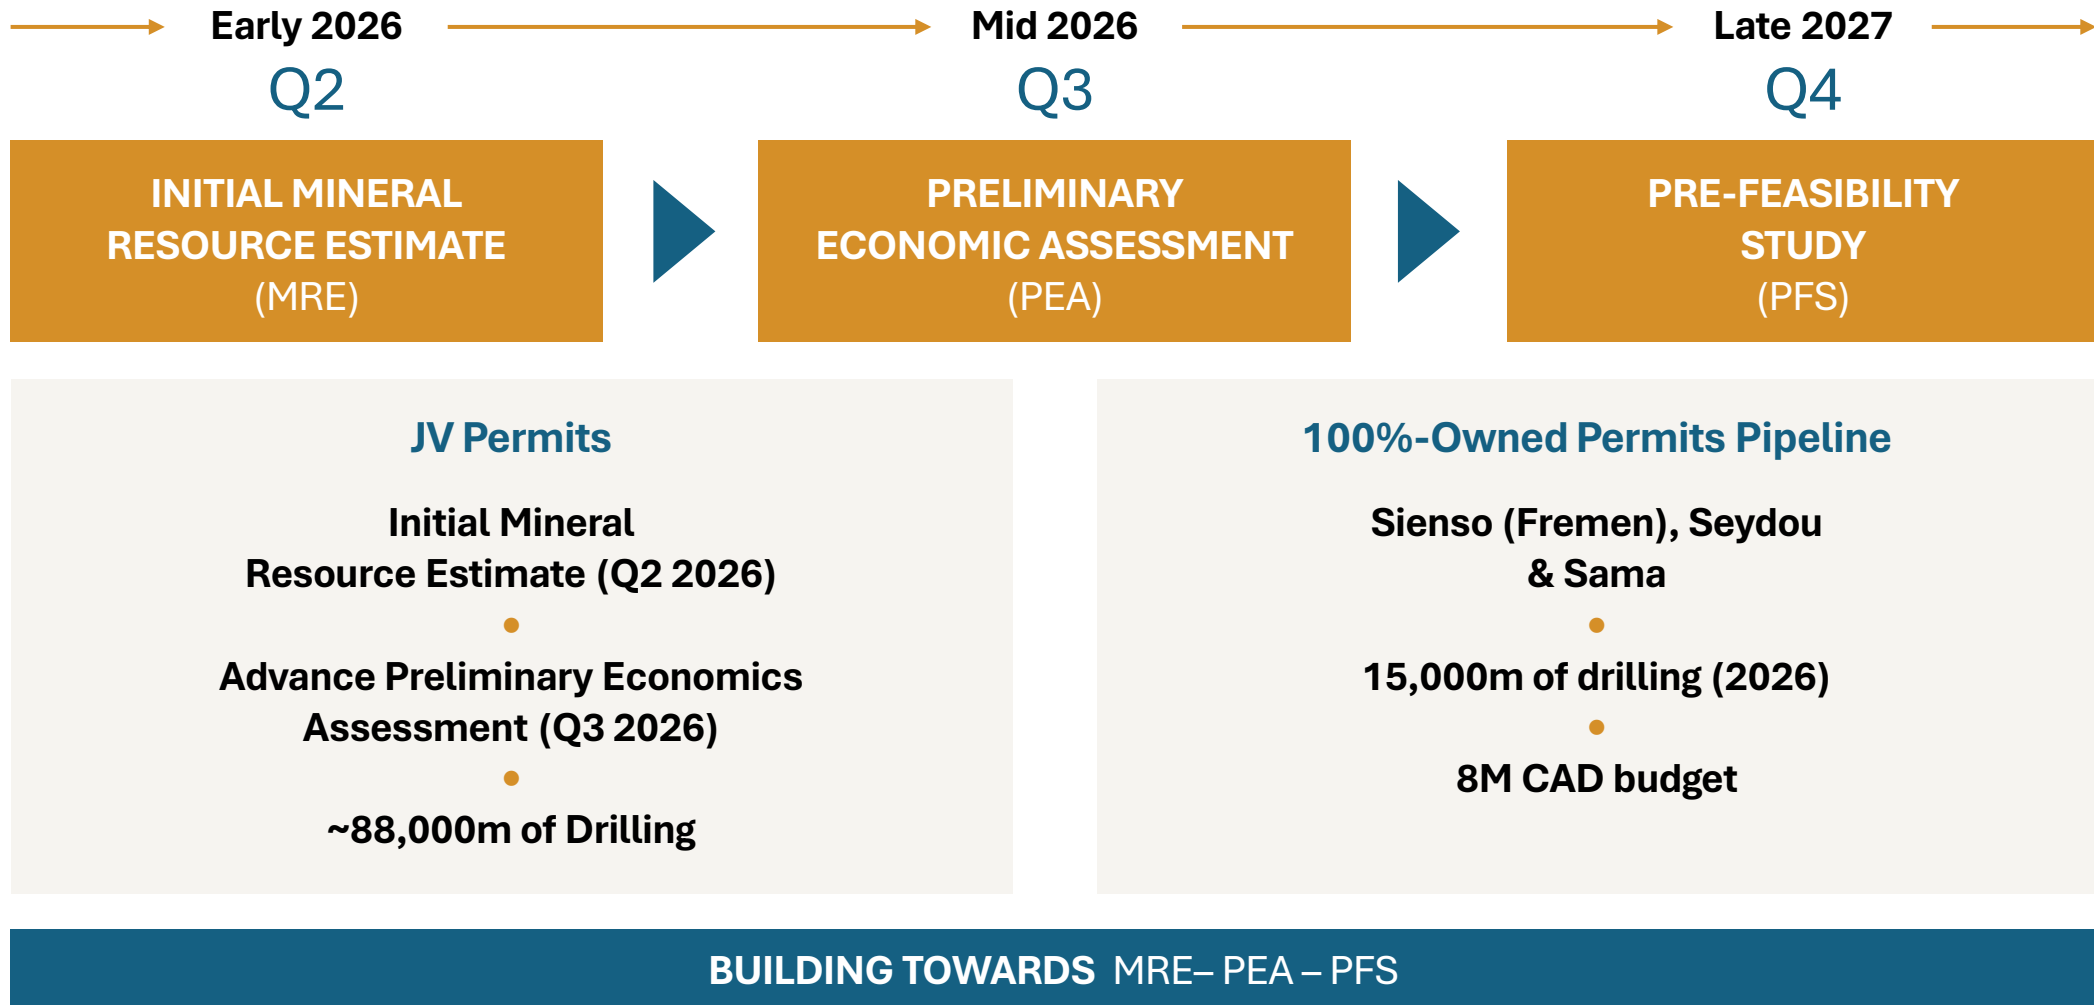 Early 2026
Mid 2026
Late 2027
Q2
Q3
Q4
INITIAL MINERAL
RESOURCE ESTIMATE
(MRE)
PRELIMINARY
ECONOMIC ASSESSMENT
(PEA)
PRE-FEASIBILITY
STUDY
(PFS)
JV Permits
Initial Mineral
Resource Estimate (Q2 2026)
Advance Preliminary Economics
Assessment (Q3 2026)
~88,000m of Drilling
100%-Owned Permits Pipeline
Sienso (Fremen), Seydou
& Sama
15,000m of drilling (2026)
8M CAD budget
BUILDING TOWARDS MRE– PEA – PFS